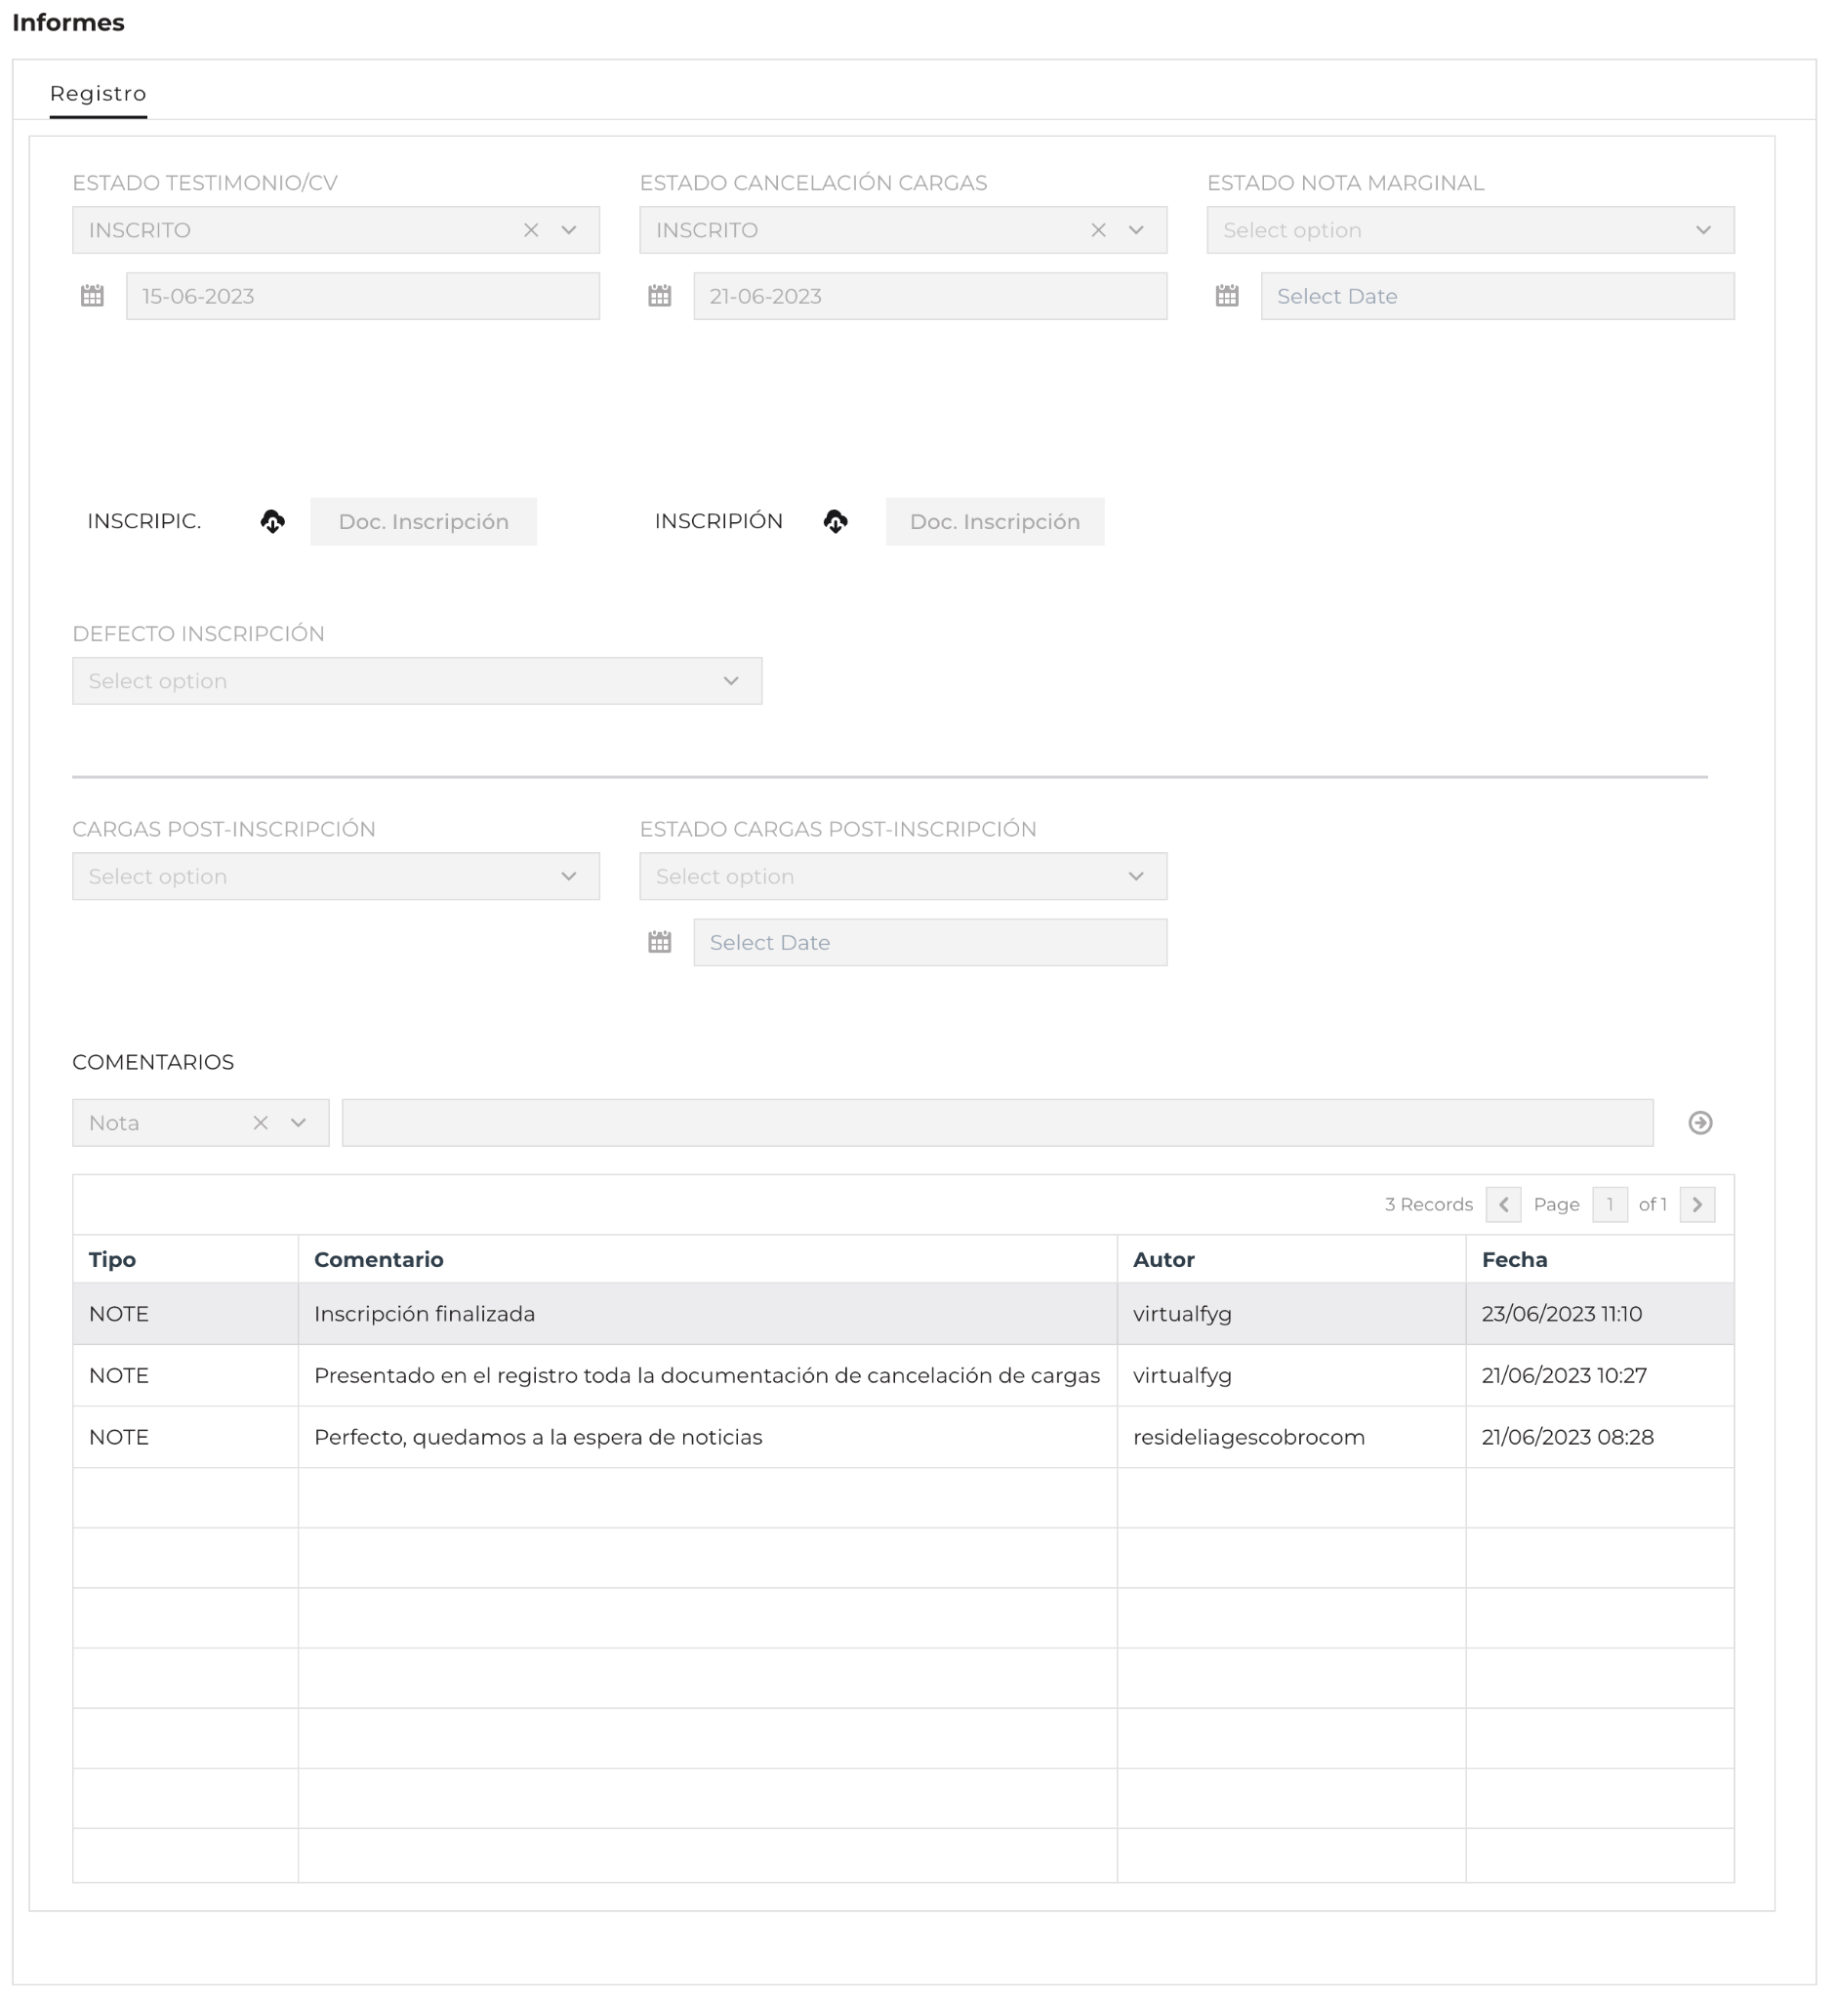 Informes
Registro
ESTADO TESTIMONIO/CV ESTADO CANCELACIÓN CARGAS ESTADO NOTA MARGINAL
INSCRITO INSCRITO Select option
15-06-2023 21-06-2023 Select Date
INSCRIPIC. Doc. Inscripción INSCRIPIÓN Doc. Inscripción
DEFECTO INSCRIPCIÓN
Select option
CARGAS POST-INSCRIPCIÓN ESTADO CARGAS POST-INSCRIPCIÓN
Select option Select option
Select Date
COMENTARIOS
Nota
3 Records Page 1 of 1
Tipo Comentario Autor Fecha
NOTE Inscripción finalizada virtualfyg 23/06/2023 11:10
NOTE Presentado en el registro toda la documentación de cancelación de cargas virtualfyg 21/06/2023 10:27
NOTE Perfecto, quedamos a la espera de noticias resideliagescobrocom 21/06/2023 08:28